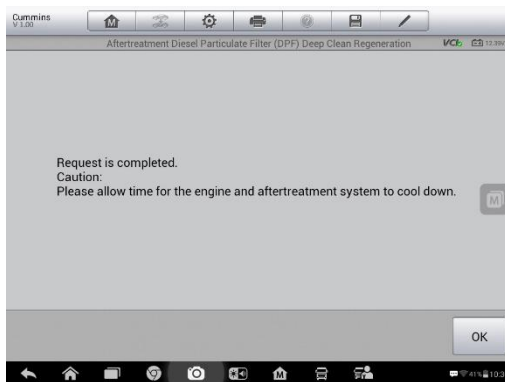 Cummins
V 1.00
Aftertreatment Diesel Particulate Filter (DPF) Deep Clean Regeneration
VCI
Request is completed.
Caution:
Please allow time for the engine and aftertreatment system to cool down.
M
OK
41%